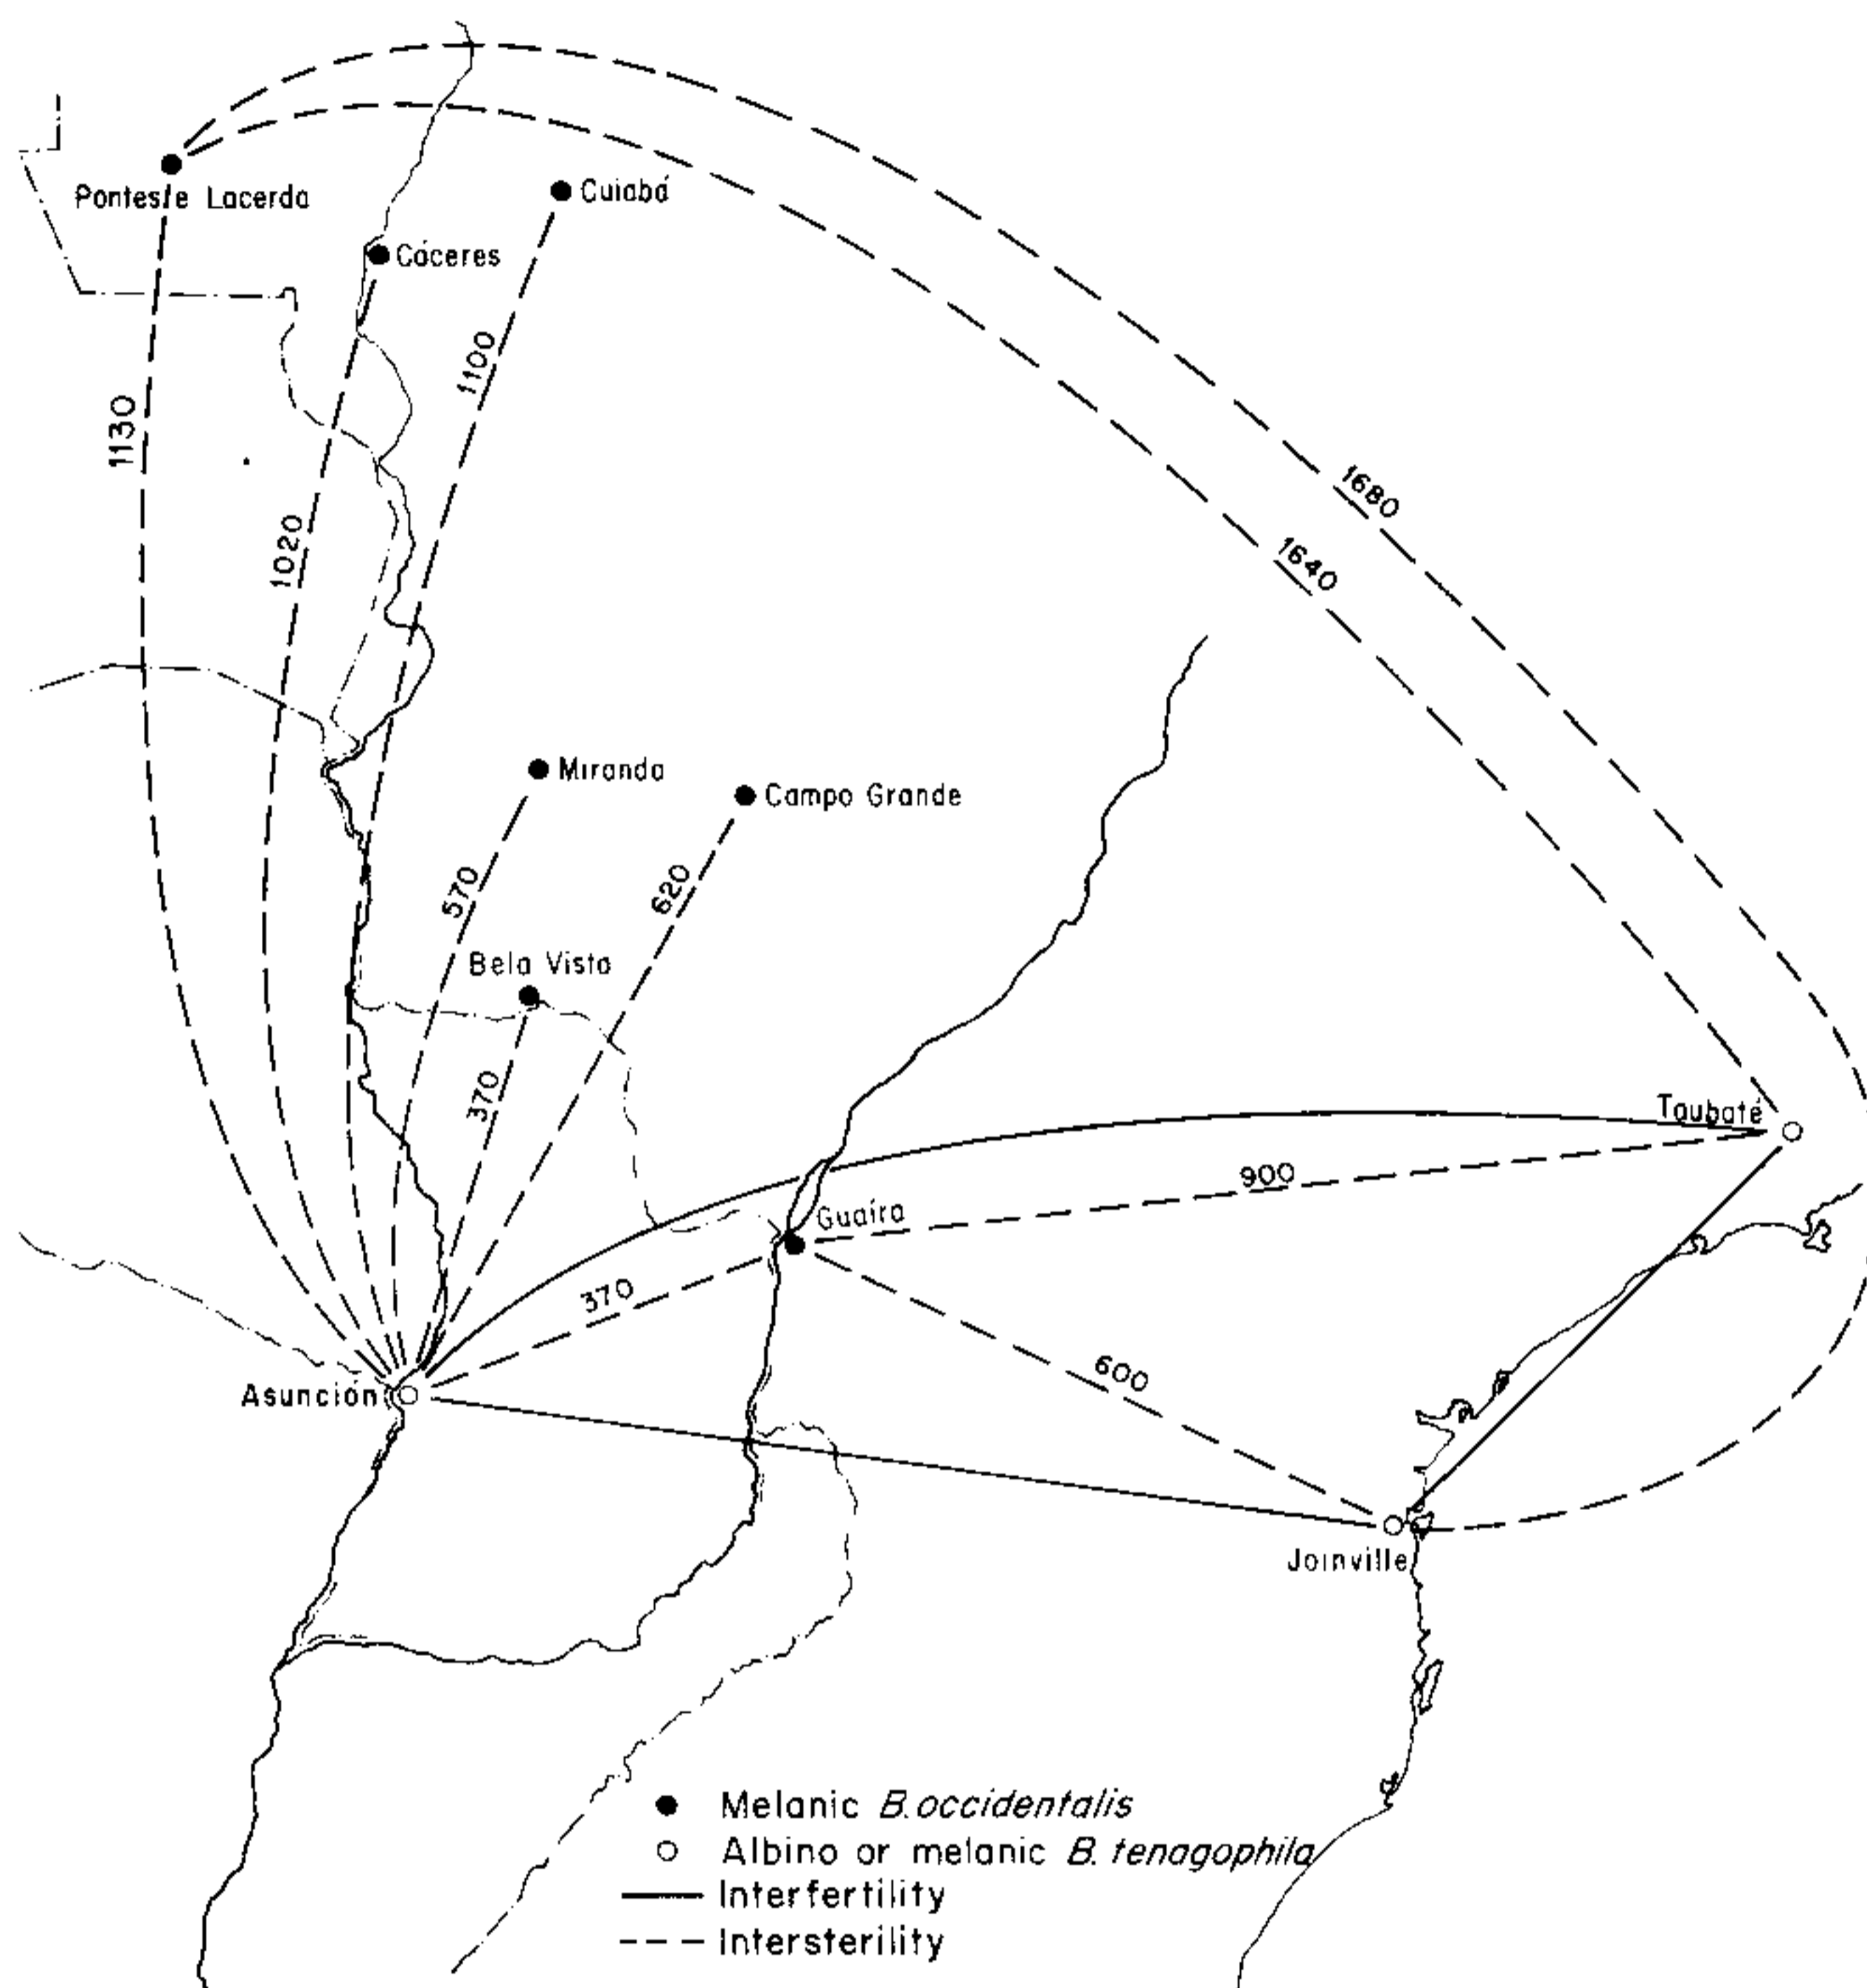 Ponteste Lacerda
Cuiabá
Cáceres
1100
1130
1680
1020
1640
Miranda
Campo Grande
570
620
Bela Vista
370
Taubaté
900
Guaíra
370
600
Asunción
Joinville
Melanic B. occidentalis
Albino or melanic B. tenagophila
Interfertility
Intersterility